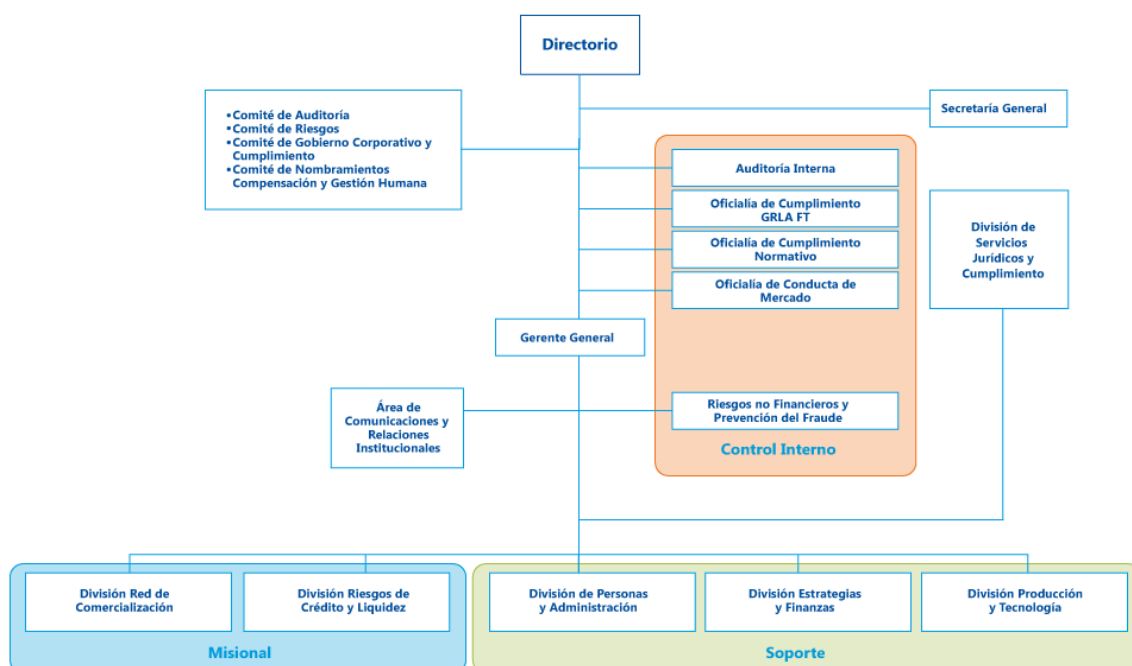 Directorio
•Comité de Auditoría
•Comité de Riesgos
•Comité de Gobierno Corporativo y
Cumplimiento
•Comité de Nombramientos
Compensación y Gestión Humana
Secretaría General
Auditoría Interna
Oficialía de Cumplimiento
GRLA FT
Oficialía de Cumplimiento
Normativo
Oficialía de Conducta de
Mercado
División de
Servicios
Jurídicos y
Cumplimiento
Gerente General
Área de
Comunicaciones y
Relaciones
Institucionales
Riesgos no Financieros y
Prevención del Fraude
Control Interno
División Red de
Comercialización
División Riesgos de
Crédito y Liquidez
División de Personas
y Administración
División Estrategias
y Finanzas
División Producción
y Tecnología
Misional
Soporte